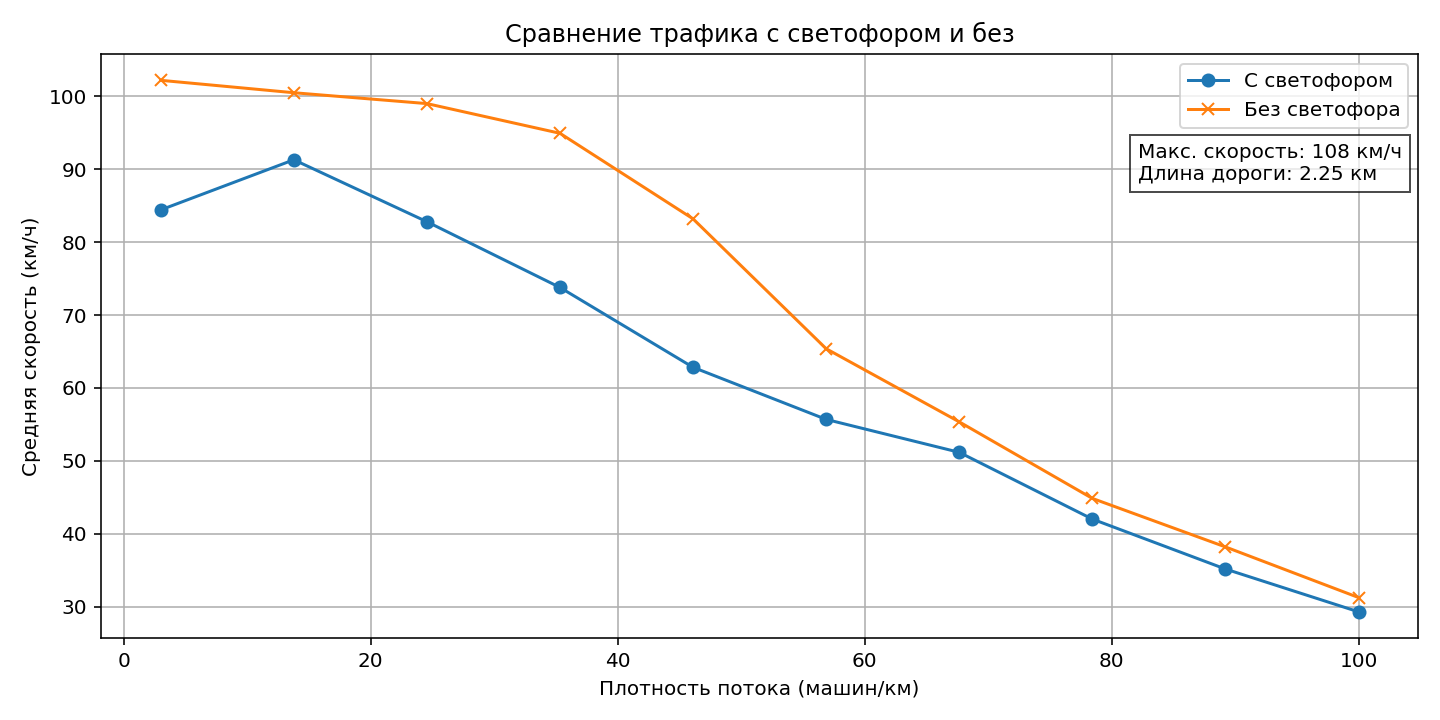 Сравнение трафика с светофором и без
С светофором
Без светофора
Макс. скорость: 108 км/ч
Длина дороги: 2.25 км
Средняя скорость (км/ч)
100
90
80
70
60
50
40
30
0
20
40
60
80
100
Плотность потока (машин/км)